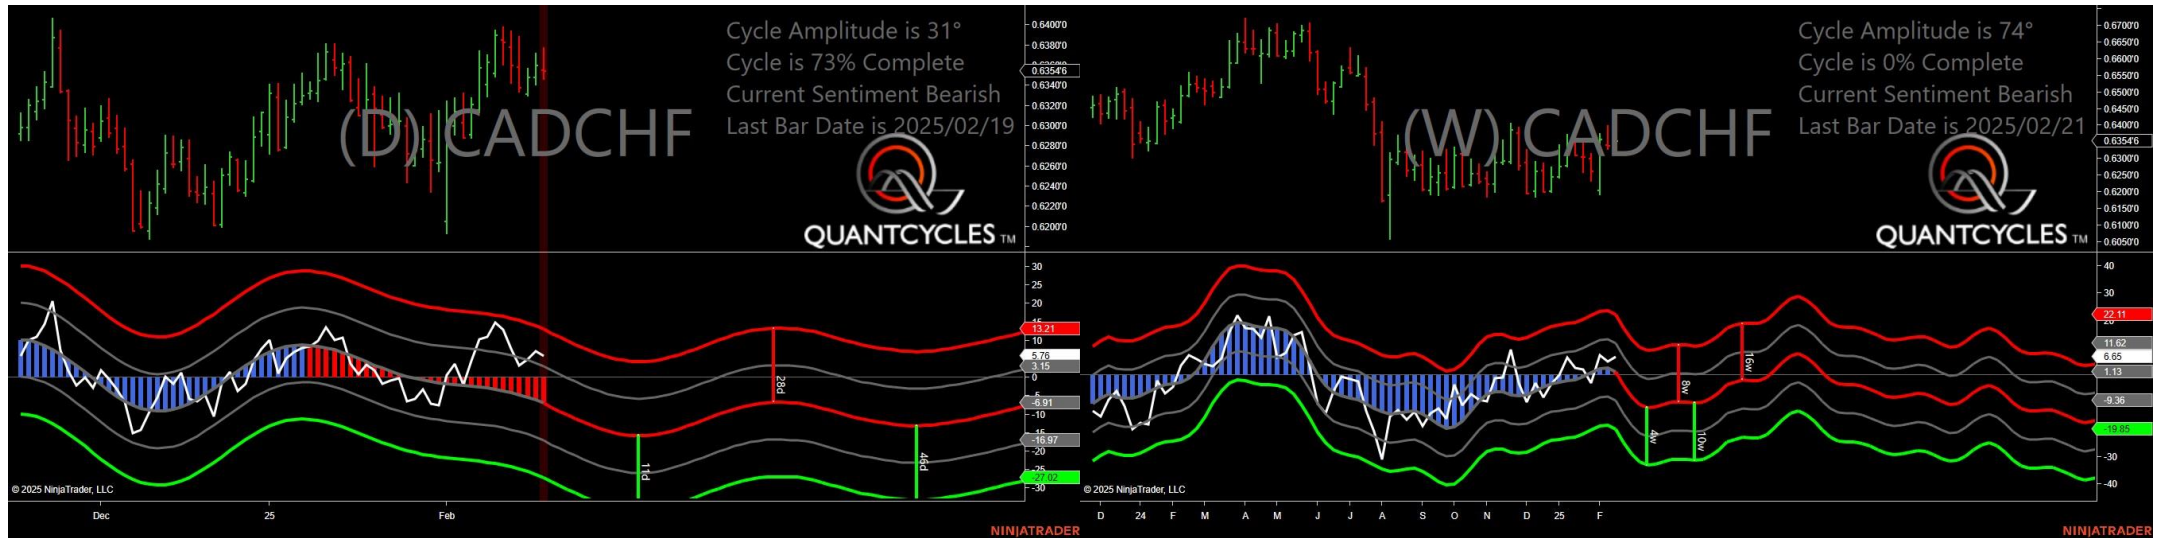 Cycle Amplitude is 31°
Cycle is 73% Complete
Current Sentiment Bearish
Last Bar Date is 2025/02/19
(D) CADCHF
QUANTCYCLES TM
0.6400'0
0.6380'0
0.6354'6
0.6340'0
0.6320'0
0.6300'0
0.6280'0
0.6260'0
0.6240'0
0.6220'0
0.6200'0
30
25
20
15
13.21
10
5.76
3.15
0
-5
-6.91
-10
-15
-16.97
-20
-25
-27.02
-30
28d
11d
46d
© 2025 NinjaTrader, LLC
Dec
25
Feb
NINJATRADER
Cycle Amplitude is 74°
Cycle is 0% Complete
Current Sentiment Bearish
Last Bar Date is 2025/02/21
(W) CADCHF
QUANTCYCLES TM
0.6700'0
0.6650'0
0.6600'0
0.6550'0
0.6500'0
0.6450'0
0.6400'0
0.6354'6
0.6300'0
0.6250'0
0.6200'0
0.6150'0
0.6100'0
0.6050'0
40
30
22.11
20
11.62
6.65
1.13
-9.36
-19.85
-30
-40
16w
8w
4w
10w
© 2025 NinjaTrader, LLC
D
24
F
M
A
M
J
J
A
S
O
N
D
25
F
NINJATRADER